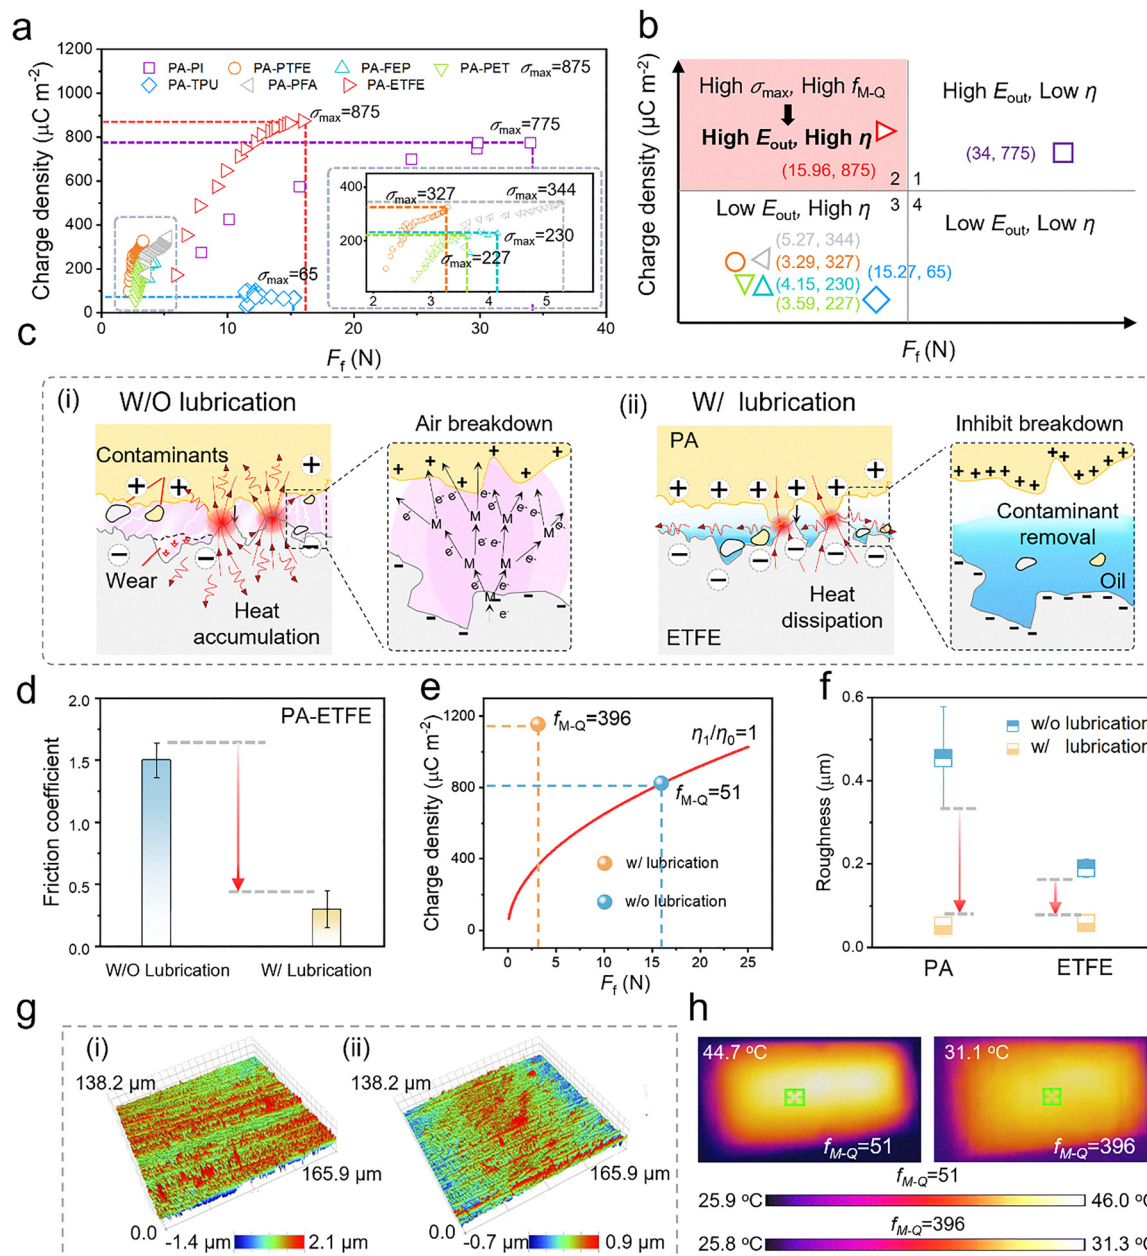 a
Charge density (μC m⁻²)
1200
1000
800
600
400
200
0
PA-PI
PA-PTFE
PA-FEP
PA-PET
σmax=875
PA-TPU
PA-PFA
PA-ETFE
σmax=875
σmax=775
σmax=65
400
200
σmax=327
σmax=344
σmax=230
σmax=227
2 3 4 5
0 10 20 30 40
Ff (N)
b
Charge density (μC m⁻²)
High σmax, High fM-Q
High Eout, High η
(15.96, 875)
2
High Eout, Low η
(34, 775)
1
3
Low Eout, High η
(5.27, 344)
(3.29, 327)
(4.15, 230)
(3.59, 227)
(15.27, 65)
4
Low Eout, Low η
Ff (N)
c
(i)
W/O lubrication
Contaminants
Wear
Heat
accumulation
Air breakdown
e⁻
M
(ii)
W/ lubrication
PA
ETFE
Heat
dissipation
Inhibit breakdown
Contaminant
removal
Oil
d
PA-ETFE
Friction coefficient
2.0
1.5
1.0
0.5
0.0
W/O Lubrication
W/ Lubrication
e
Charge density (μC m⁻²)
1200
800
400
0
fM-Q=396
η1/η0=1
fM-Q=51
w/ lubrication
w/o lubrication
0 5 10 15 20 25
Ff (N)
f
Roughness (μm)
0.6
0.4
0.2
0.0
w/o lubrication
w/ lubrication
PA
ETFE
g
(i)
138.2 μm
165.9 μm
0.0
-1.4 μm
2.1 μm
(ii)
138.2 μm
165.9 μm
0.0
-0.7 μm
0.9 μm
h
44.7 ºC
fM-Q=51
31.1 ºC
fM-Q=396
fM-Q=51
25.9 ºC
46.0 ºC
fM-Q=396
25.8 ºC
31.3 ºC